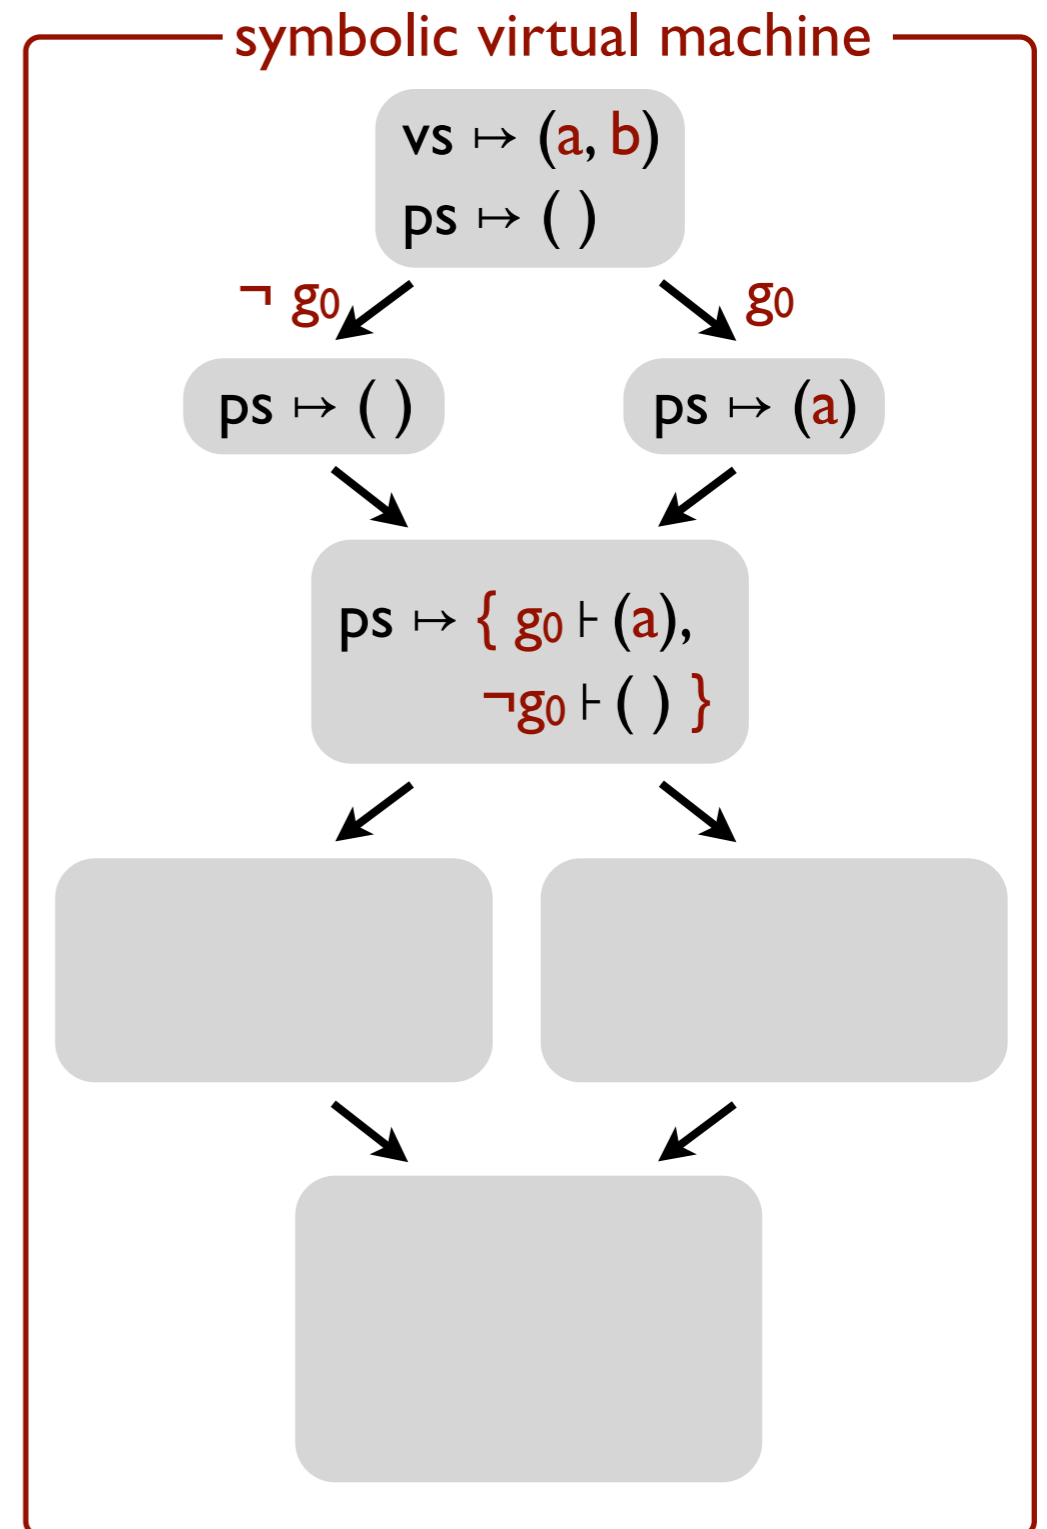 symbolic virtual machine
vs ↦ (a, b)
ps ↦ ( )
¬ g₀
g₀
ps ↦ ( )
ps ↦ (a)
ps ↦ { g₀ ⊦ (a),
¬g₀ ⊦ ( ) }